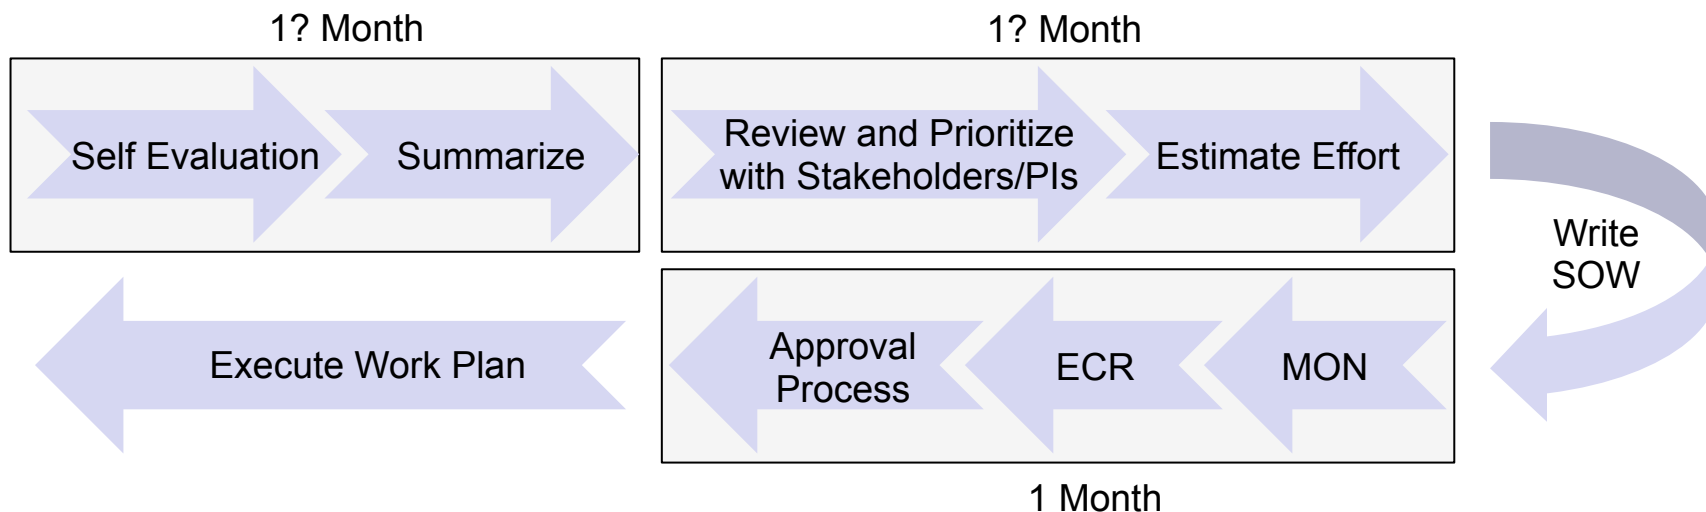 1? Month
1? Month
Self Evaluation
Summarize
Review and Prioritize
with Stakeholders/PIs
Estimate Effort
Write
SOW
MON
ECR
Approval
Process
Execute Work Plan
1 Month